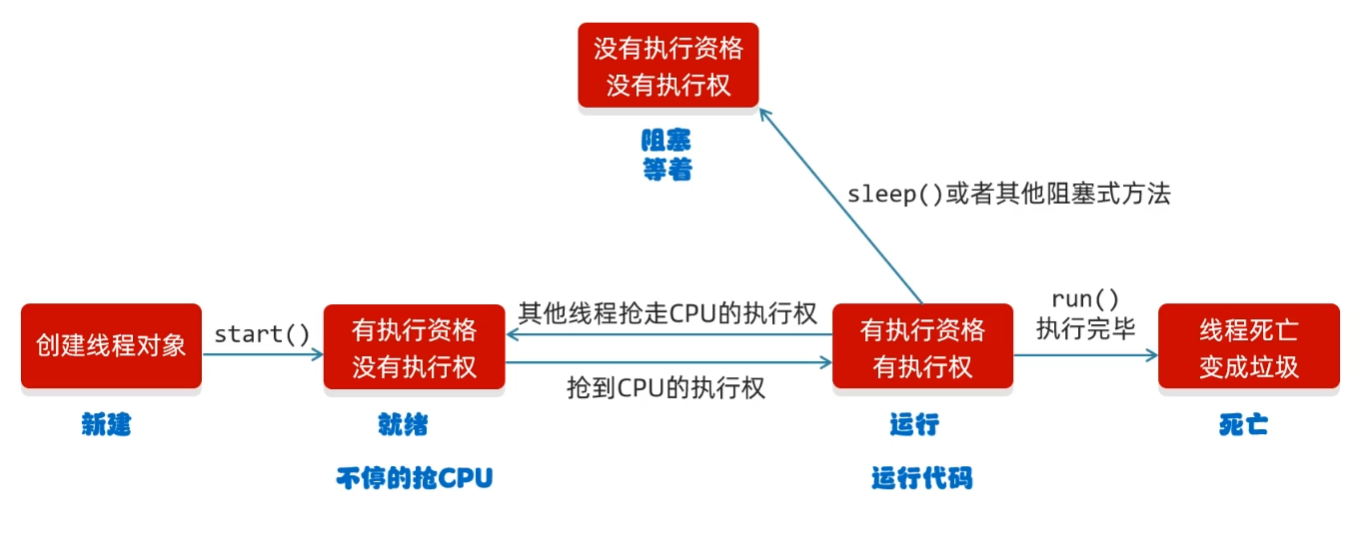 没有执行资格
没有执行权
阻塞
等着
sleep()或者其他阻塞式方法
创建线程对象
start()
有执行资格
没有执行权
其他线程抢走CPU的执行权
抢到CPU的执行权
有执行资格
有执行权
run()
执行完毕
线程死亡
变成垃圾
新建
就绪
运行
死亡
不停的抢CPU
运行代码